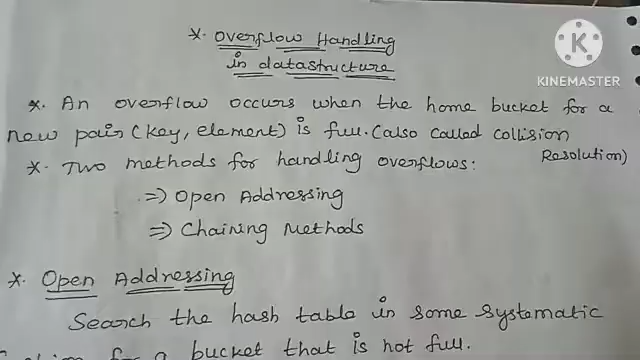 * Overflow Handling
in datastructure
K
KINEMASTER
* An overflow occurs when the home bucket for a
new pair (key, element) is full. (also called collision
Resolution)
* Two methods for handling overflows:
=> Open Addressing
=> Chaining Methods
* Open Addressing
Search the hash table in some systematic
for a bucket that is not full.